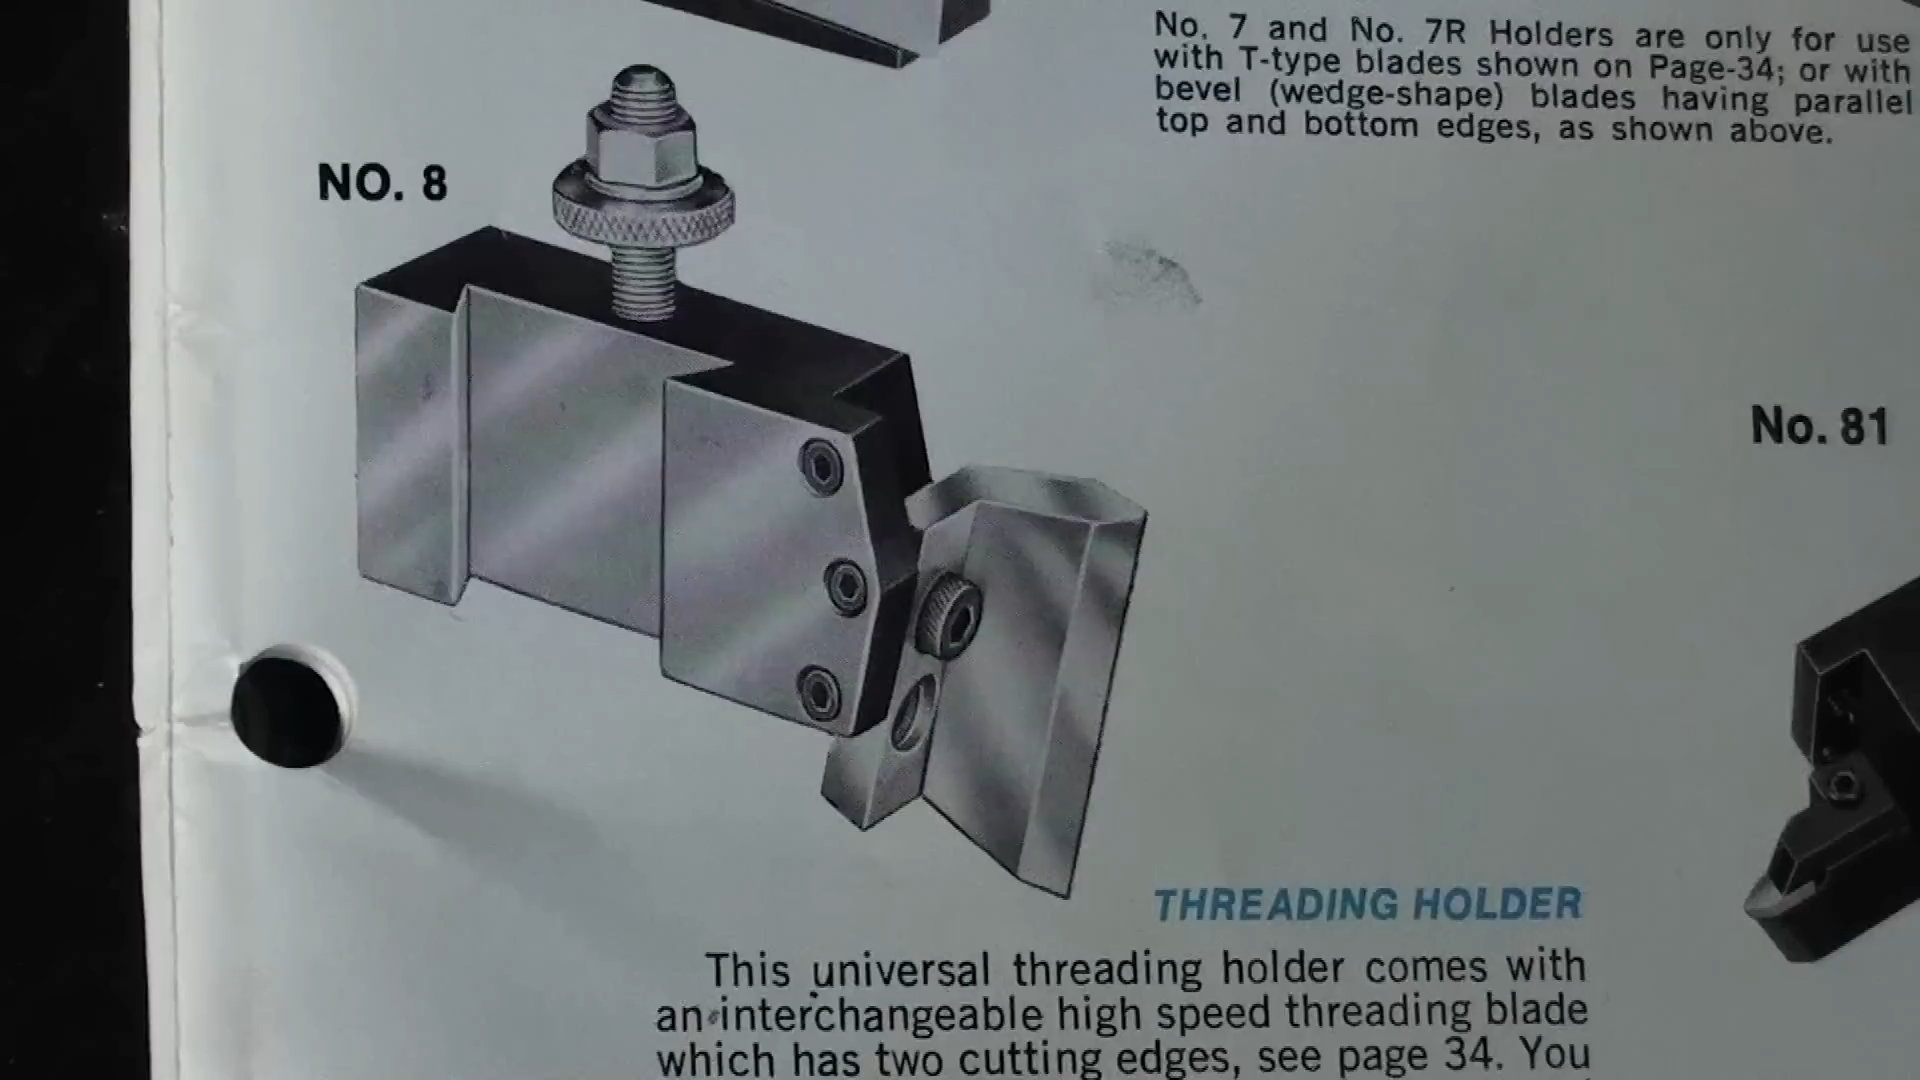 No. 7 and No. 7R Holders are only for use
with T-type blades shown on Page-34; or with
bevel (wedge-shape) blades having parallel
top and bottom edges, as shown above.
NO. 8
No. 81
THREADING HOLDER
This universal threading holder comes with
an interchangeable high speed threading blade
which has two cutting edges, see page 34. You